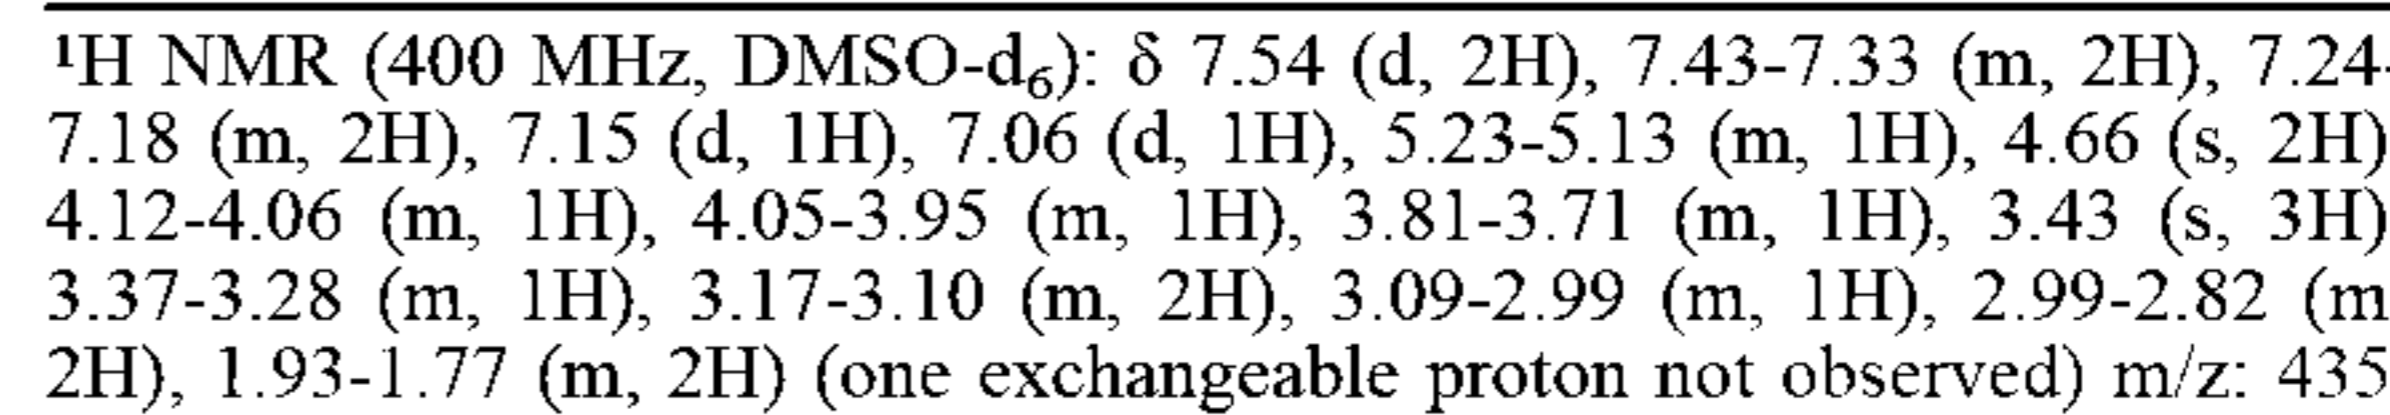 ¹H NMR (400 MHz, DMSO-d₆): δ 7.54 (d, 2H), 7.43-7.33 (m, 2H), 7.24-
7.18 (m, 2H), 7.15 (d, 1H), 7.06 (d, 1H), 5.23-5.13 (m, 1H), 4.66 (s, 2H)
4.12-4.06 (m, 1H), 4.05-3.95 (m, 1H), 3.81-3.71 (m, 1H), 3.43 (s, 3H)
3.37-3.28 (m, 1H), 3.17-3.10 (m, 2H), 3.09-2.99 (m, 1H), 2.99-2.82 (m
2H), 1.93-1.77 (m, 2H) (one exchangeable proton not observed) m/z: 435